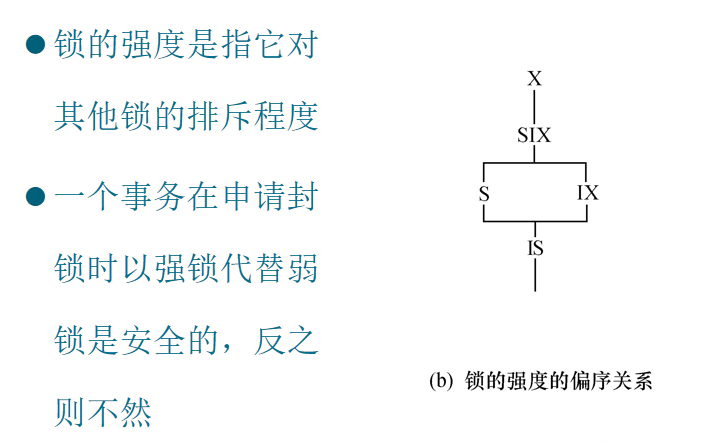 ●锁的强度是指它对
其他锁的排斥程度
●一个事务在申请封
锁时以强锁代替弱
锁是安全的，反之
则不然
X
SIX
S IX
IS
(b) 锁的强度的偏序关系